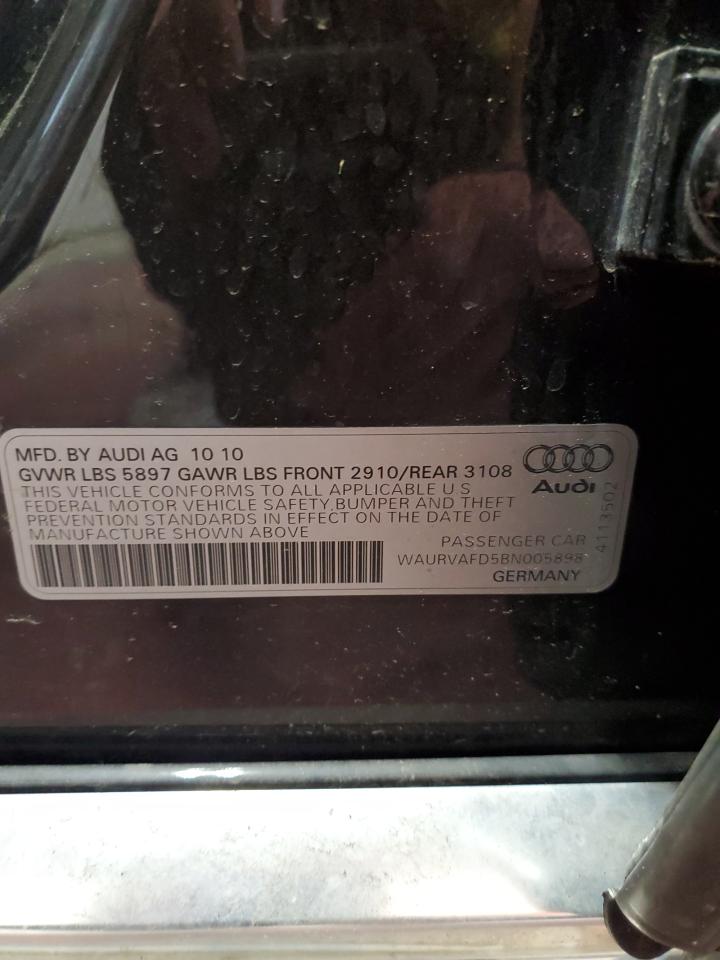 MFD. BY AUDI AG 10 10
GVWR LBS 5897 GAWR LBS FRONT 2910/REAR 3108
THIS VEHICLE CONFORMS TO ALL APPLICABLE U S
FEDERAL MOTOR VEHICLE SAFETY, BUMPER AND THEFT
PREVENTION STANDARDS IN EFFECT ON THE DATE OF
MANUFACTURE SHOWN ABOVE
Audi
PASSENGER CAR
WAURVAFD5BN005898
GERMANY
4113502